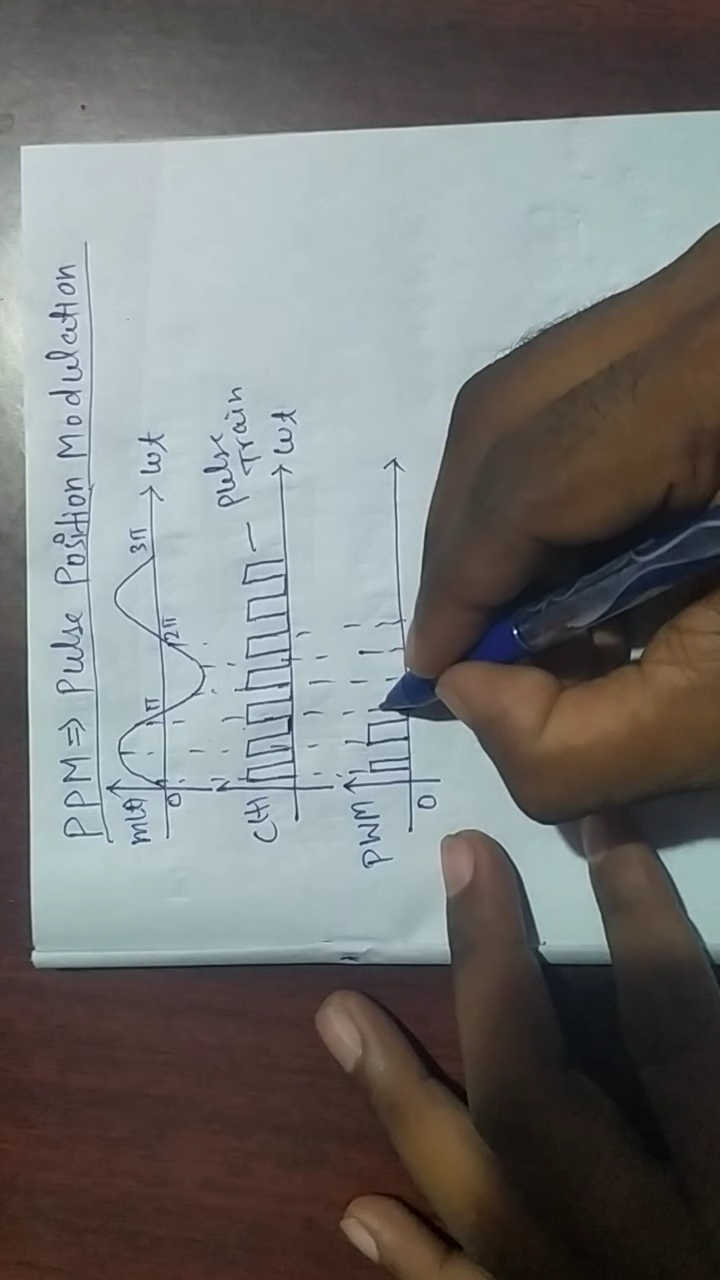 PPM ⇒ Pulse Position Modulation
m(t)
0 π 2π 3π ωt
C(t)
Pulse
Train
ωt
PWM
0